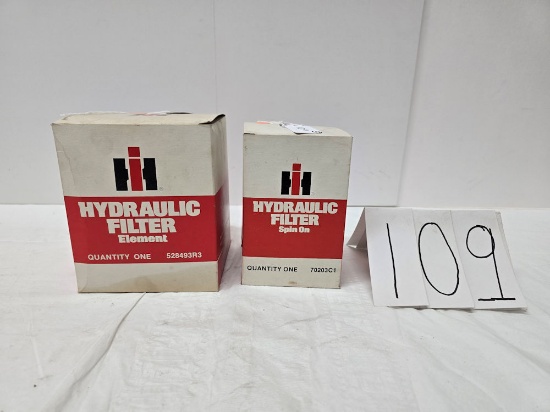 IH
HYDRAULIC
FILTER
Element
QUANTITY ONE 528493R3
IH
HYDRAULIC
FILTER
Spin On
QUANTITY ONE 70203C1
109